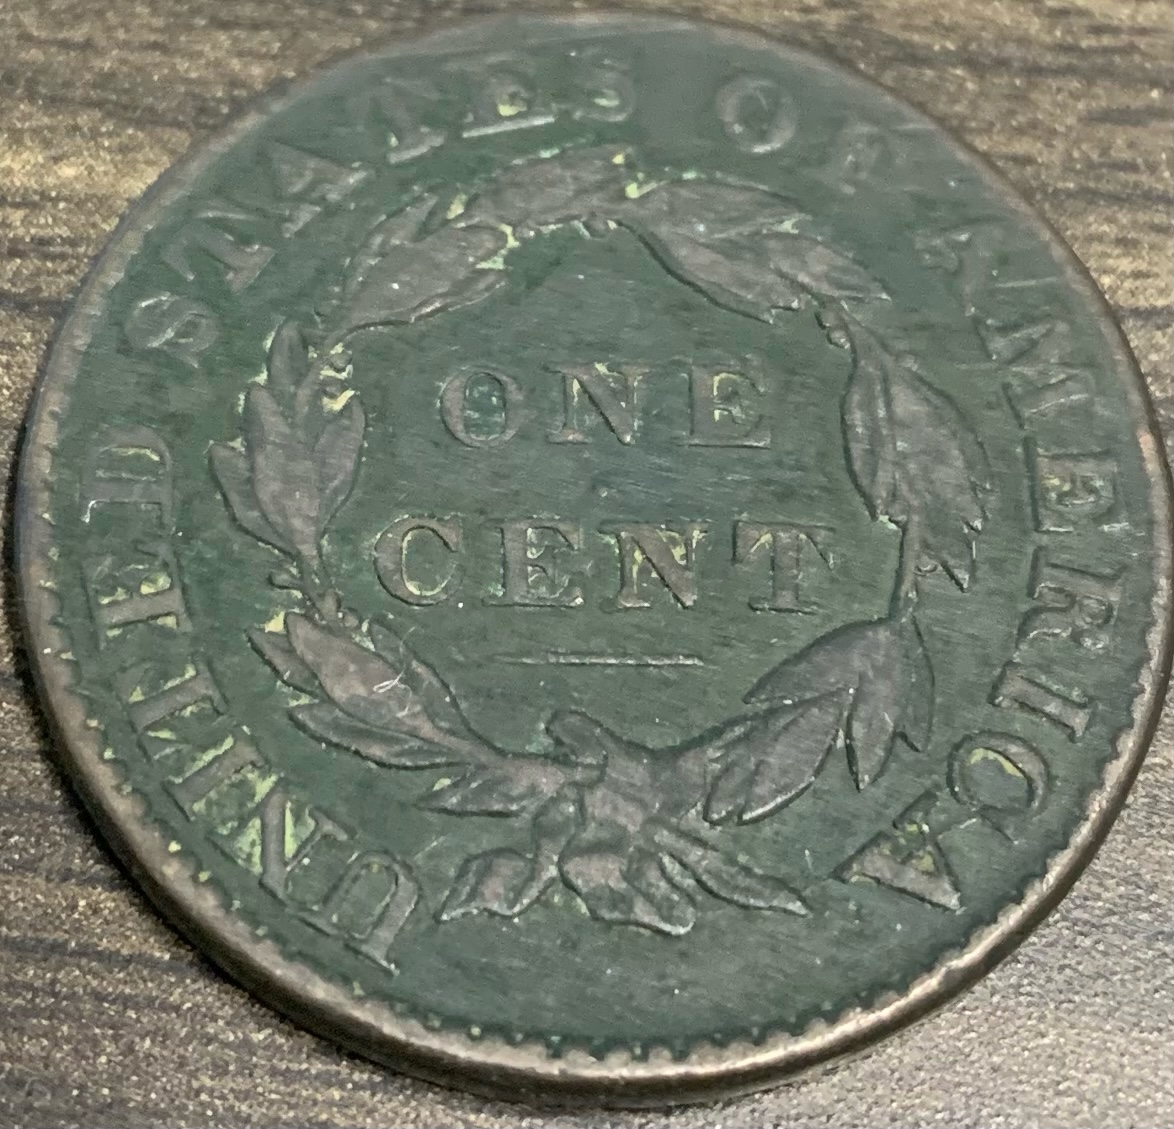 UNITED STATES OF AMERICA
ONE
CENT